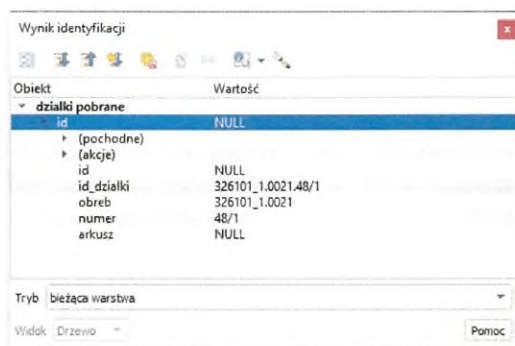 Wynik identyfikacji
x
Obiekt Wartość
działki pobrane
id NULL
(pochodne)
(akcje)
id NULL
id_dzialki 326101_1.0021.48/1
obreb 326101_1.0021
numer 48/1
arkusz NULL
Tryb bieżąca warstwa
Widok Drzewo
Pomoc